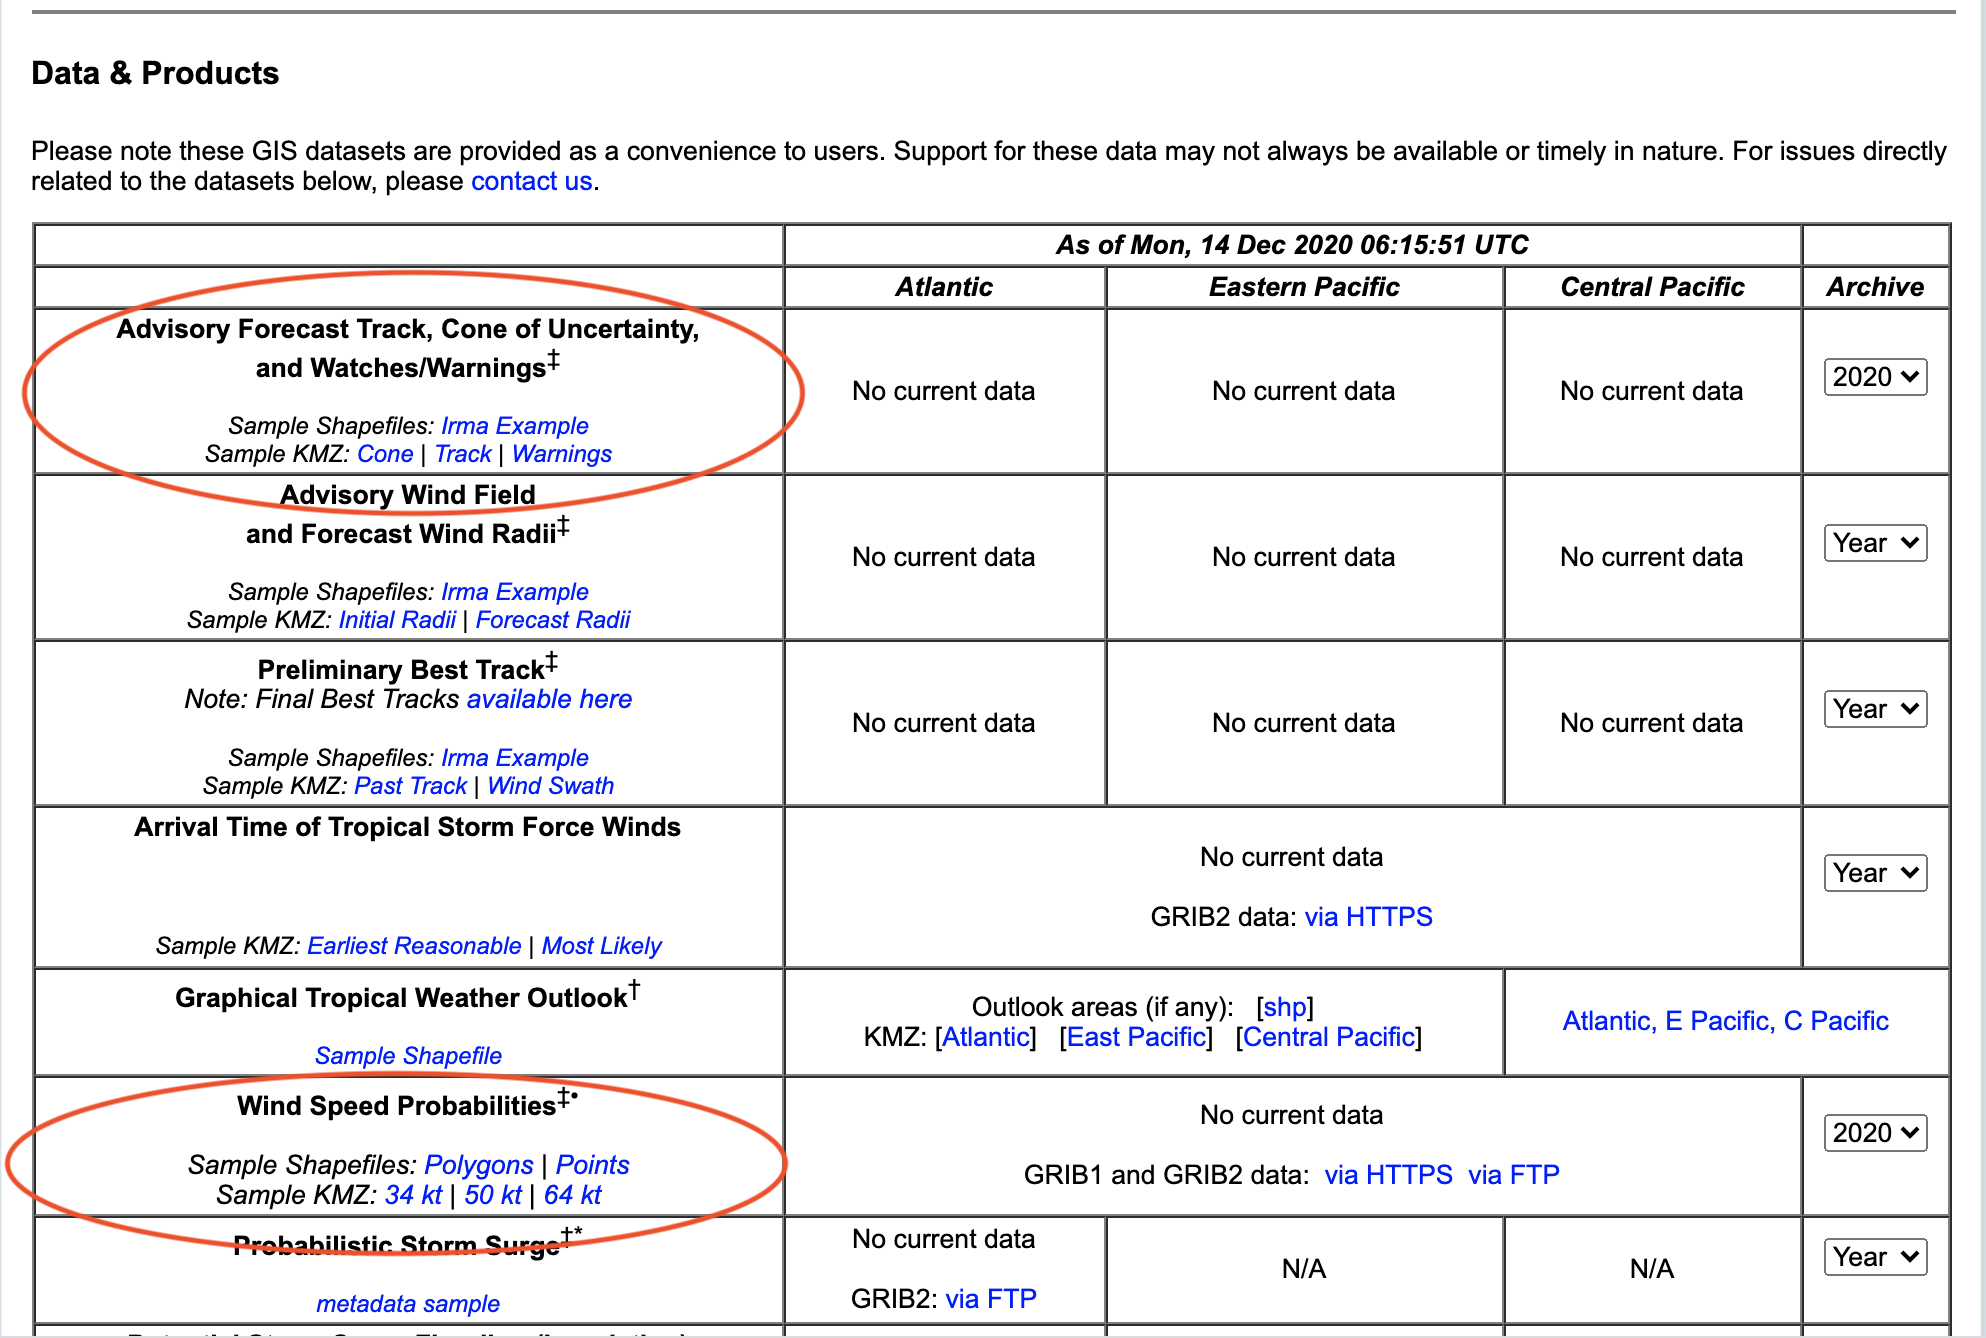 Data & Products
Please note these GIS datasets are provided as a convenience to users. Support for these data may not always be available or timely in nature. For issues directly
related to the datasets below, please contact us.
As of Mon, 14 Dec 2020 06:15:51 UTC
Atlantic
Eastern Pacific
Central Pacific
Archive
Advisory Forecast Track, Cone of Uncertainty,
and Watches/Warnings‡
Sample Shapefiles: Irma Example
Sample KMZ: Cone | Track | Warnings
No current data
No current data
No current data
2020
Advisory Wind Field
and Forecast Wind Radii‡
Sample Shapefiles: Irma Example
Sample KMZ: Initial Radii | Forecast Radii
No current data
No current data
No current data
Year
Preliminary Best Track‡
Note: Final Best Tracks available here
Sample Shapefiles: Irma Example
Sample KMZ: Past Track | Wind Swath
No current data
No current data
No current data
Year
Arrival Time of Tropical Storm Force Winds
Sample KMZ: Earliest Reasonable | Most Likely
No current data
GRIB2 data: via HTTPS
Year
Graphical Tropical Weather Outlook†
Sample Shapefile
Outlook areas (if any): [shp]
KMZ: [Atlantic] [East Pacific] [Central Pacific]
Atlantic, E Pacific, C Pacific
Wind Speed Probabilities‡•
Sample Shapefiles: Polygons | Points
Sample KMZ: 34 kt | 50 kt | 64 kt
No current data
GRIB1 and GRIB2 data: via HTTPS via FTP
2020
Probabilistic Storm Surge†*
metadata sample
No current data
GRIB2: via FTP
N/A
N/A
Year